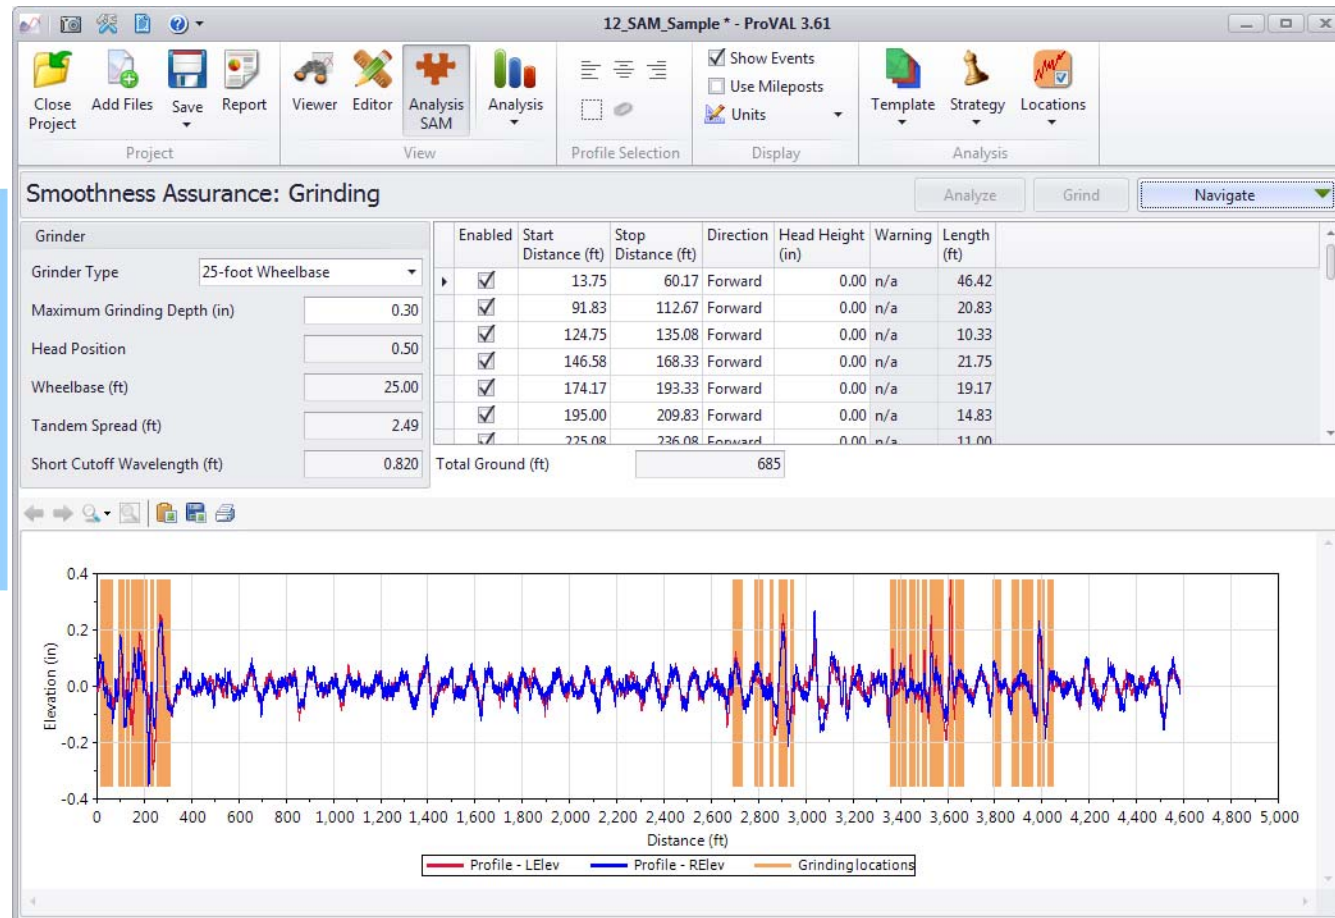 12_SAM_Sample * - ProVAL 3.61
Close Project
Add Files
Save
Report
Project
Viewer
Editor
Analysis SAM
Analysis
View
Profile Selection
Show Events
Use Mileposts
Units
Display
Template
Strategy
Locations
Analysis
Smoothness Assurance: Grinding
Analyze
Grind
Navigate
Grinder
Grinder Type 25-foot Wheelbase
Maximum Grinding Depth (in) 0.30
Head Position 0.50
Wheelbase (ft) 25.00
Tandem Spread (ft) 2.49
Short Cutoff Wavelength (ft) 0.820
Enabled Start Distance (ft) Stop Distance (ft) Direction Head Height (in) Warning Length (ft)
13.75 60.17 Forward 0.00 n/a 46.42
91.83 112.67 Forward 0.00 n/a 20.83
124.75 135.08 Forward 0.00 n/a 10.33
146.58 168.33 Forward 0.00 n/a 21.75
174.17 193.33 Forward 0.00 n/a 19.17
195.00 209.83 Forward 0.00 n/a 14.83
225.08 236.08 Forward 0.00 n/a 11.00
Total Ground (ft) 685
Elevation (in)
0.4
0.2
0.0
-0.2
-0.4
0 200 400 600 800 1,000 1,200 1,400 1,600 1,800 2,000 2,200 2,400 2,600 2,800 3,000 3,200 3,400 3,600 3,800 4,000 4,200 4,400 4,600 4,800 5,000
Distance (ft)
Profile - LElev Profile - RElev Grinding locations